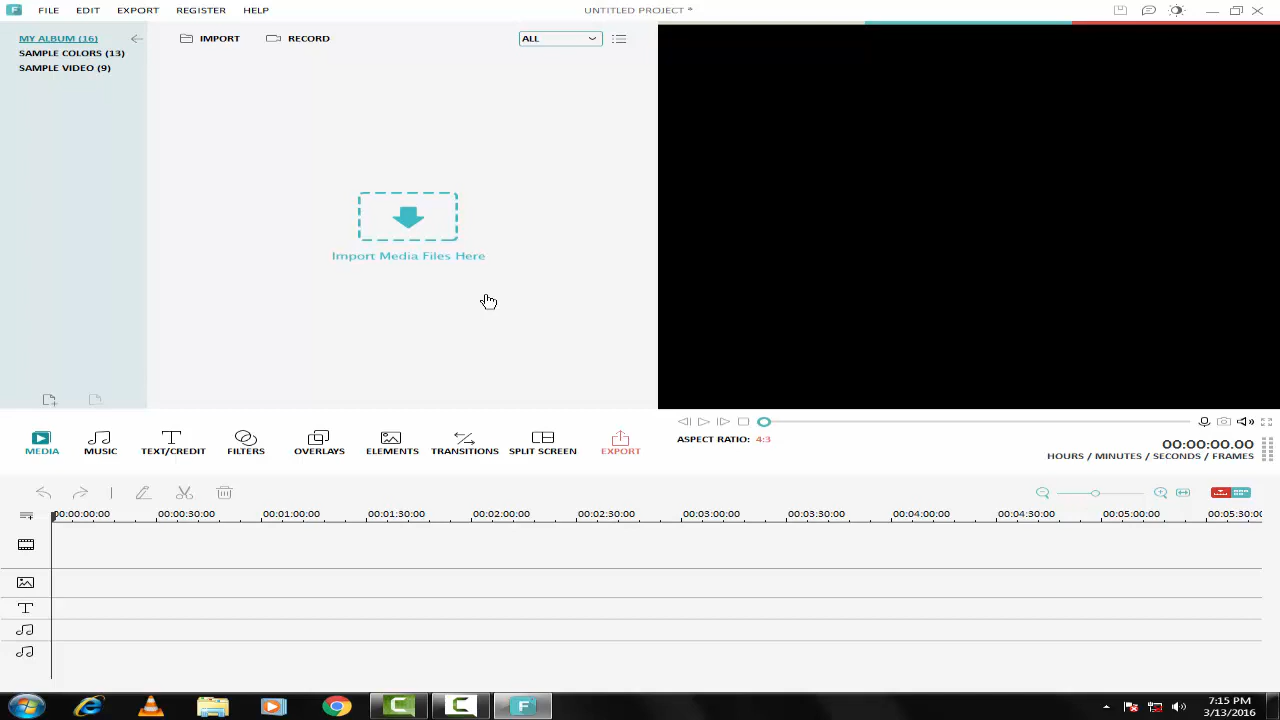 FILE EDIT EXPORT REGISTER HELP UNTITLED PROJECT *
MY ALBUM (16)
SAMPLE COLORS (13)
SAMPLE VIDEO (9)
IMPORT RECORD ALL
Import Media Files Here
MEDIA MUSIC TEXT/CREDIT FILTERS OVERLAYS ELEMENTS TRANSITIONS SPLIT SCREEN EXPORT
ASPECT RATIO: 4:3
00:00:00.00
HOURS / MINUTES / SECONDS / FRAMES
00:00:00:00 00:00:30:00 00:01:00:00 00:01:30:00 00:02:00:00 00:02:30:00 00:03:00:00 00:03:30:00 00:04:00:00 00:04:30:00 00:05:00:00 00:05:30:00
7:15 PM
3/13/2016